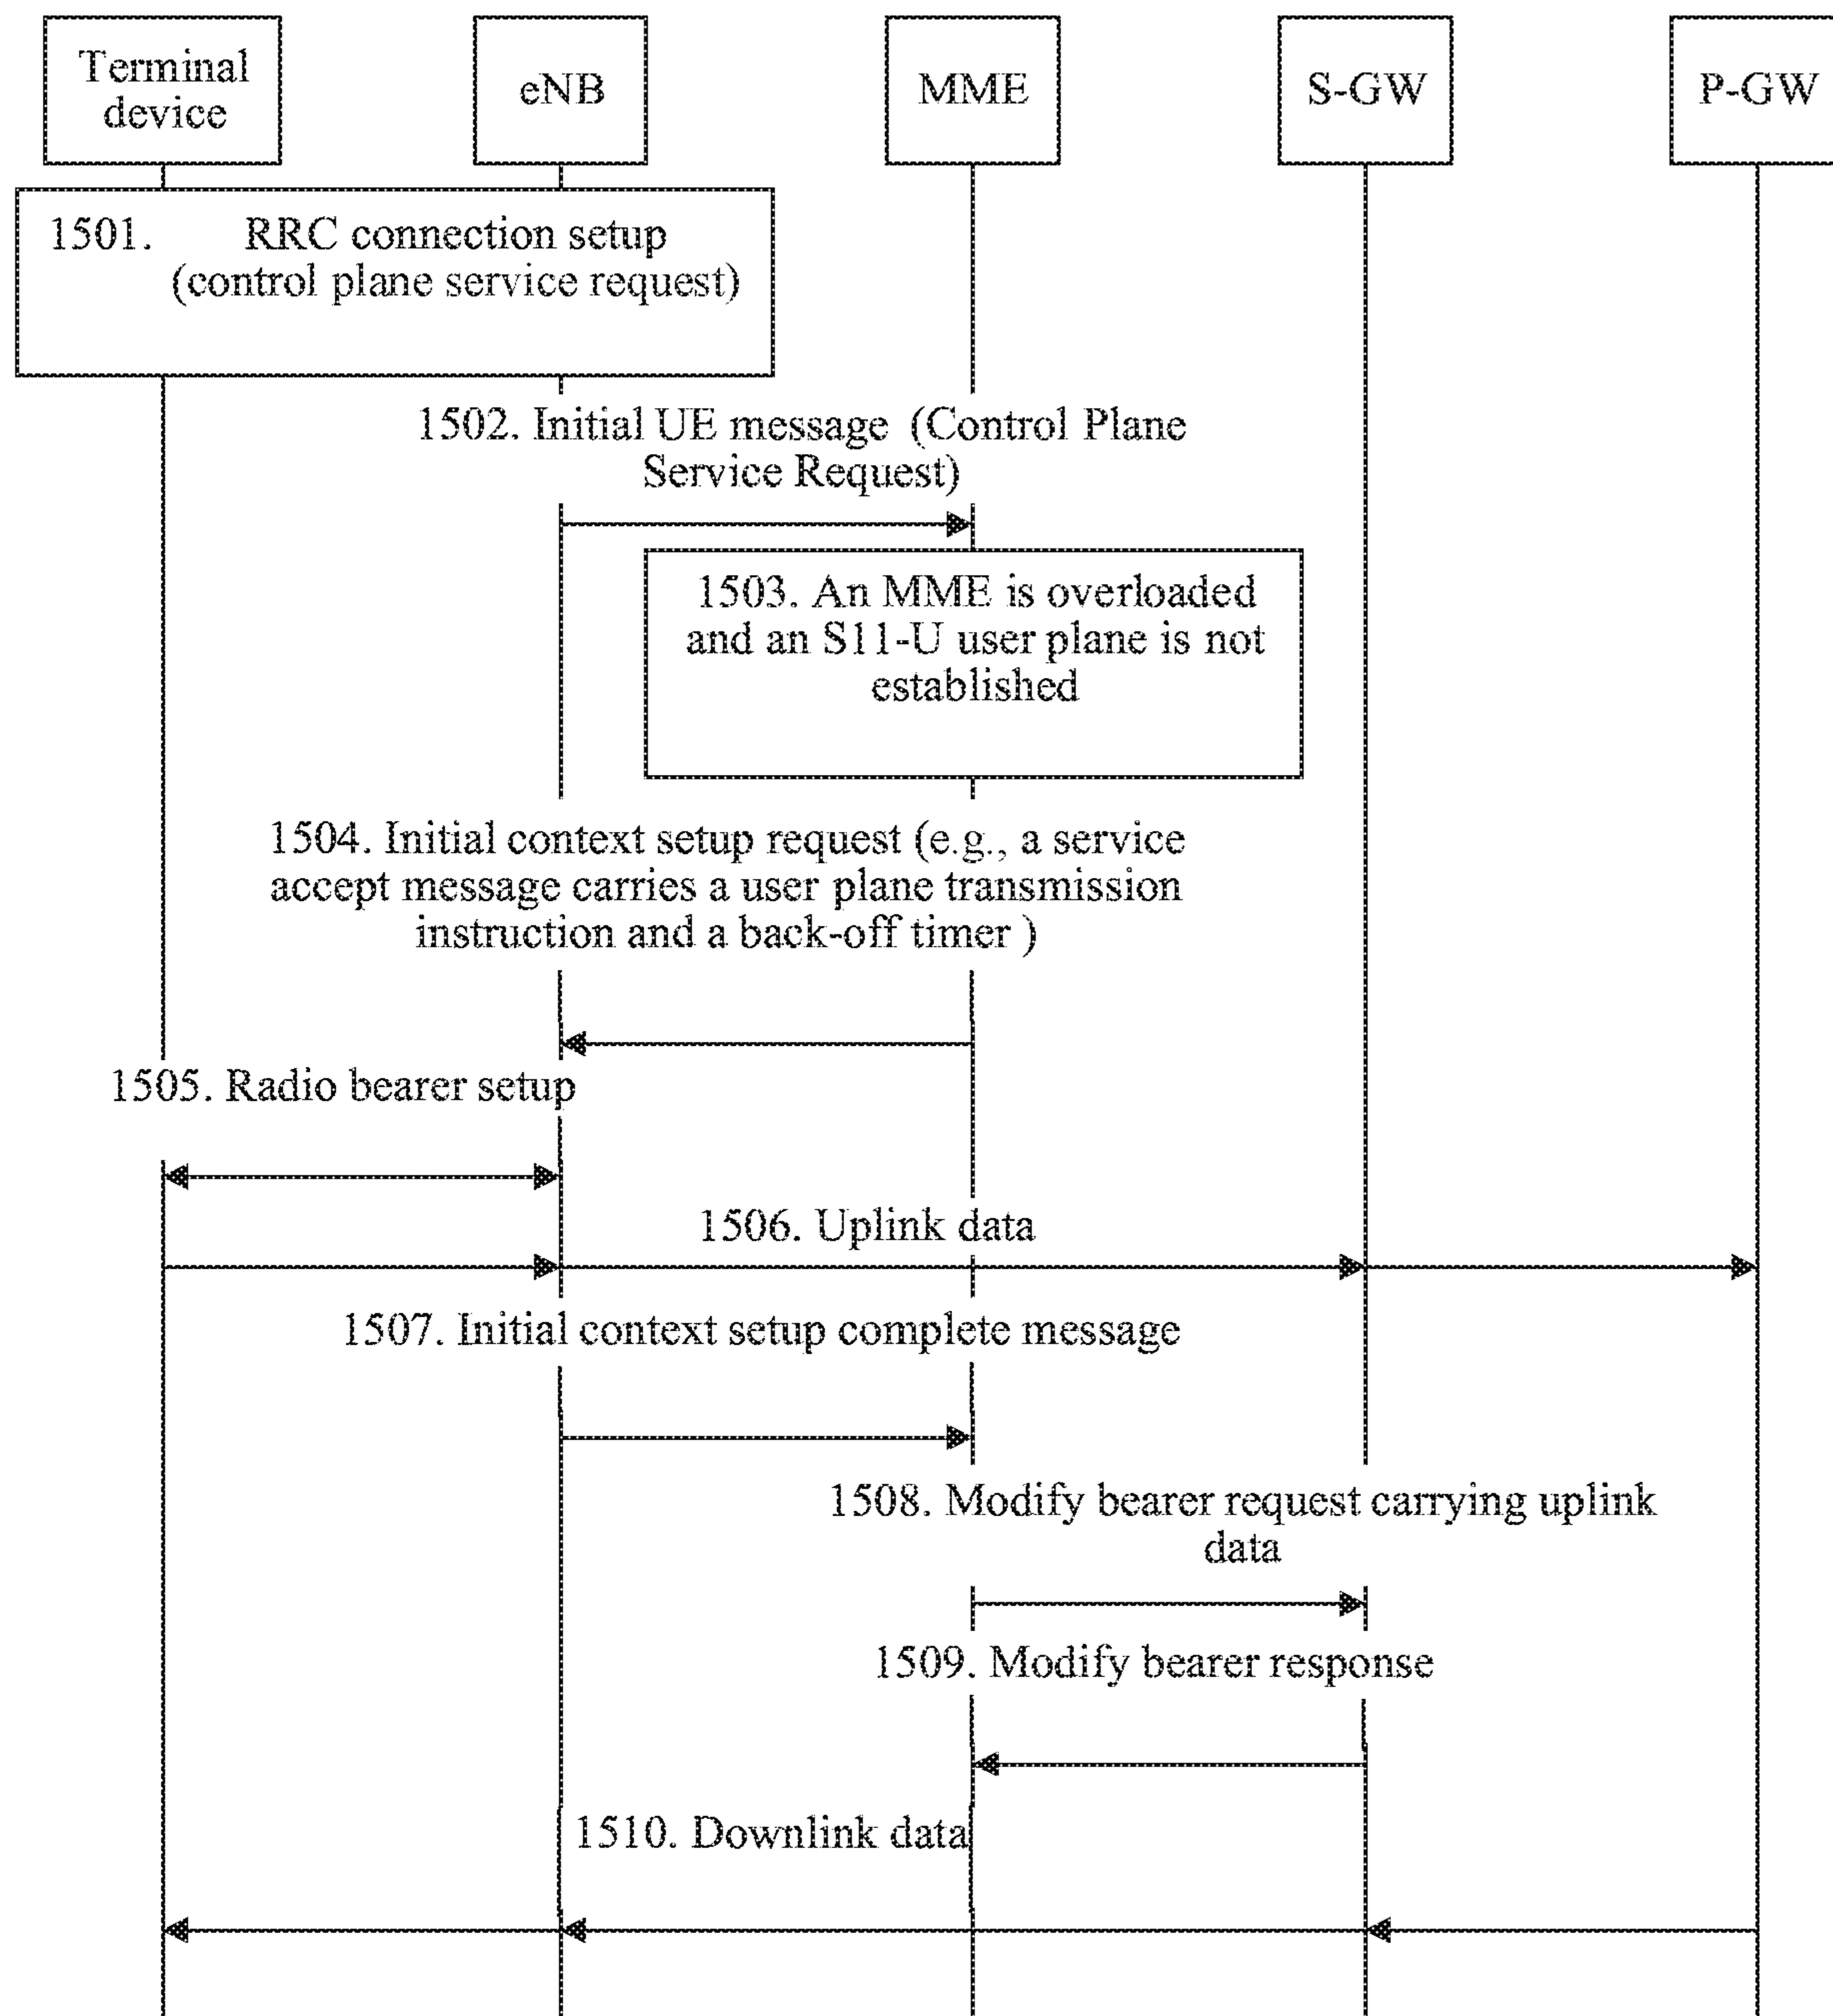 Terminal
device
eNB
MME
S-GW
P-GW
1501. RRC connection setup
(control plane service request)
1502. Initial UE message (Control Plane
Service Request)
1503. An MME is overloaded
and an S11-U user plane is not
established
1504. Initial context setup request (e.g., a service
accept message carries a user plane transmission
instruction and a back-off timer )
1505. Radio bearer setup
1506. Uplink data
1507. Initial context setup complete message
1508. Modify bearer request carrying uplink
data
1509. Modify bearer response
1510. Downlink data